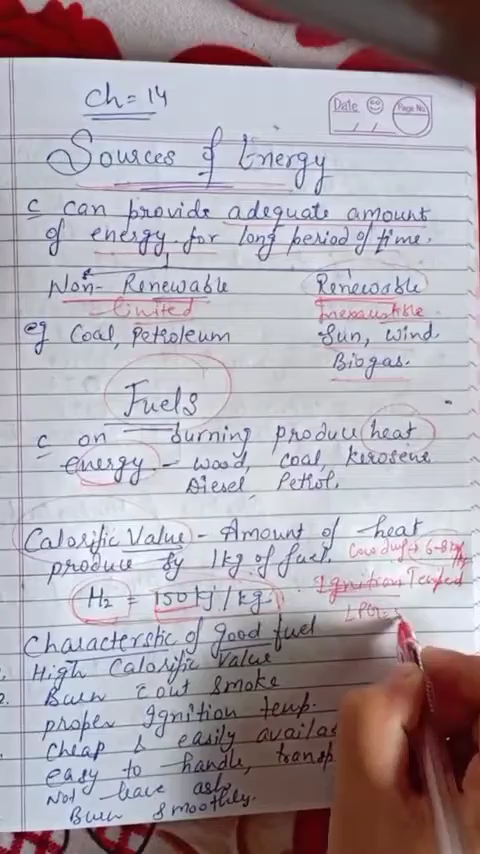 Ch = 14
Date
Page No.
Sources of Energy
c can provide adequate amount
of energy for long period of time.
Non-Renewable
Renewable
limited
Inexaustible
eg Coal, Petroleum
Sun, wind
Biogas.
Fuels
c on burning produce heat
energy - wood, coal, kerosene
Diesel, Petrol.
Calorific Value - Amount of heat
produce by 1kg of fuel.
H₂ = 150kj/kg
Ignition
LPG =
Characterstic of good fuel
High Calorific Value
2. Burn out smoke
proper Ignition temp.
cheap & easily availab
easy to handle, transp
Not leave ash
Burn smoothly.